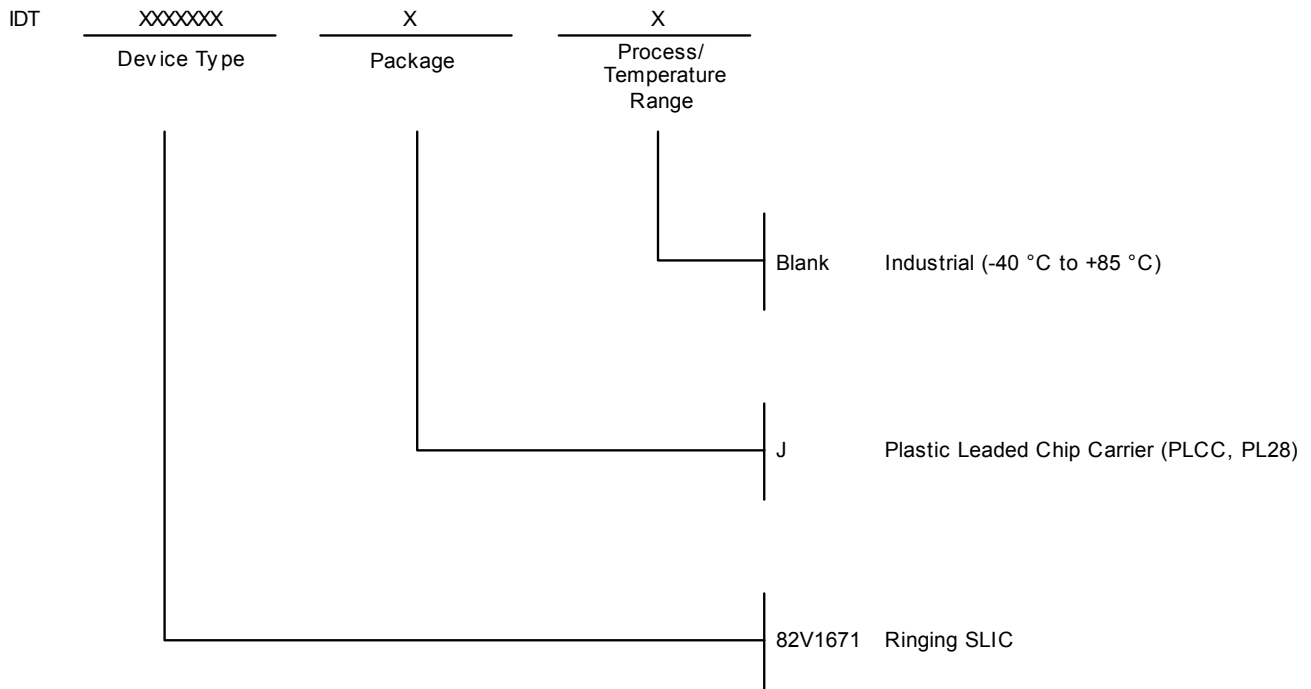 IDT XXXXXXX X X
Device Type Package Process/
Temperature
Range
Blank Industrial (-40 °C to +85 °C)
J Plastic Leaded Chip Carrier (PLCC, PL28)
82V1671 Ringing SLIC